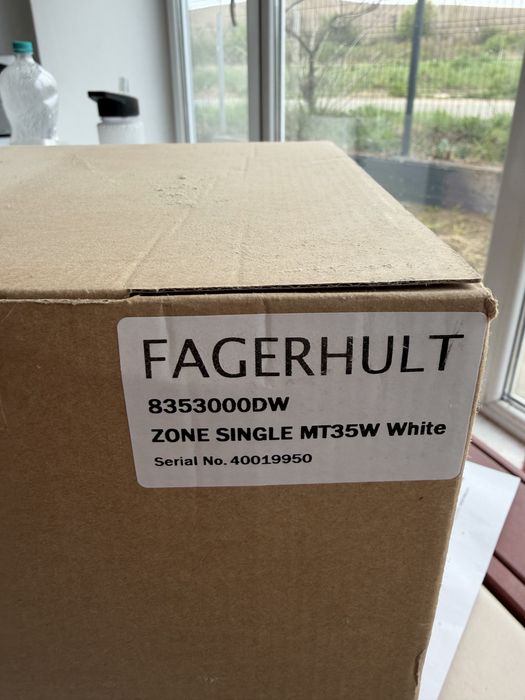 FAGERHULT
8353000DW
ZONE SINGLE MT35W White
Serial No. 40019950